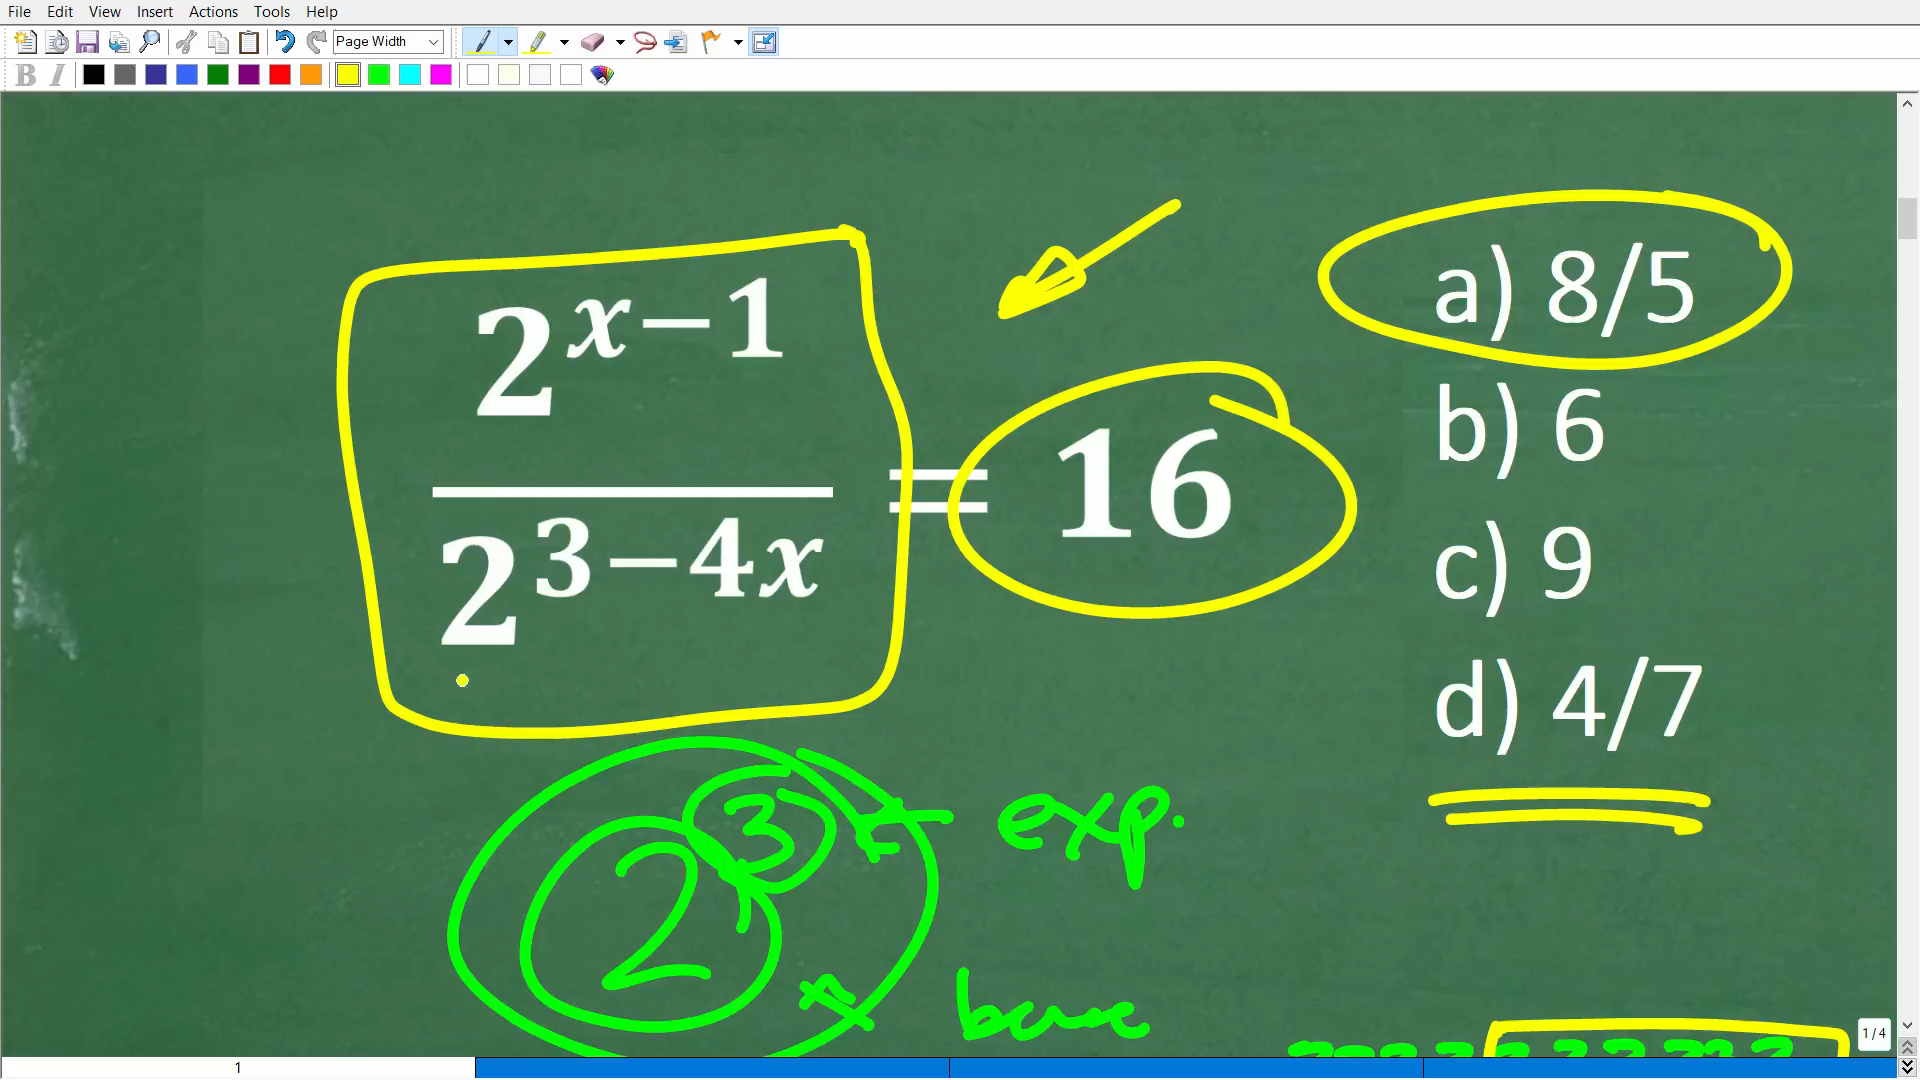 File Edit View Insert Actions Tools Help
Page Width
B I
2^{x-1}
2^{3-4x}
= 16
a) 8/5
b) 6
c) 9
d) 4/7
2^3
exp.
base
1/4
1